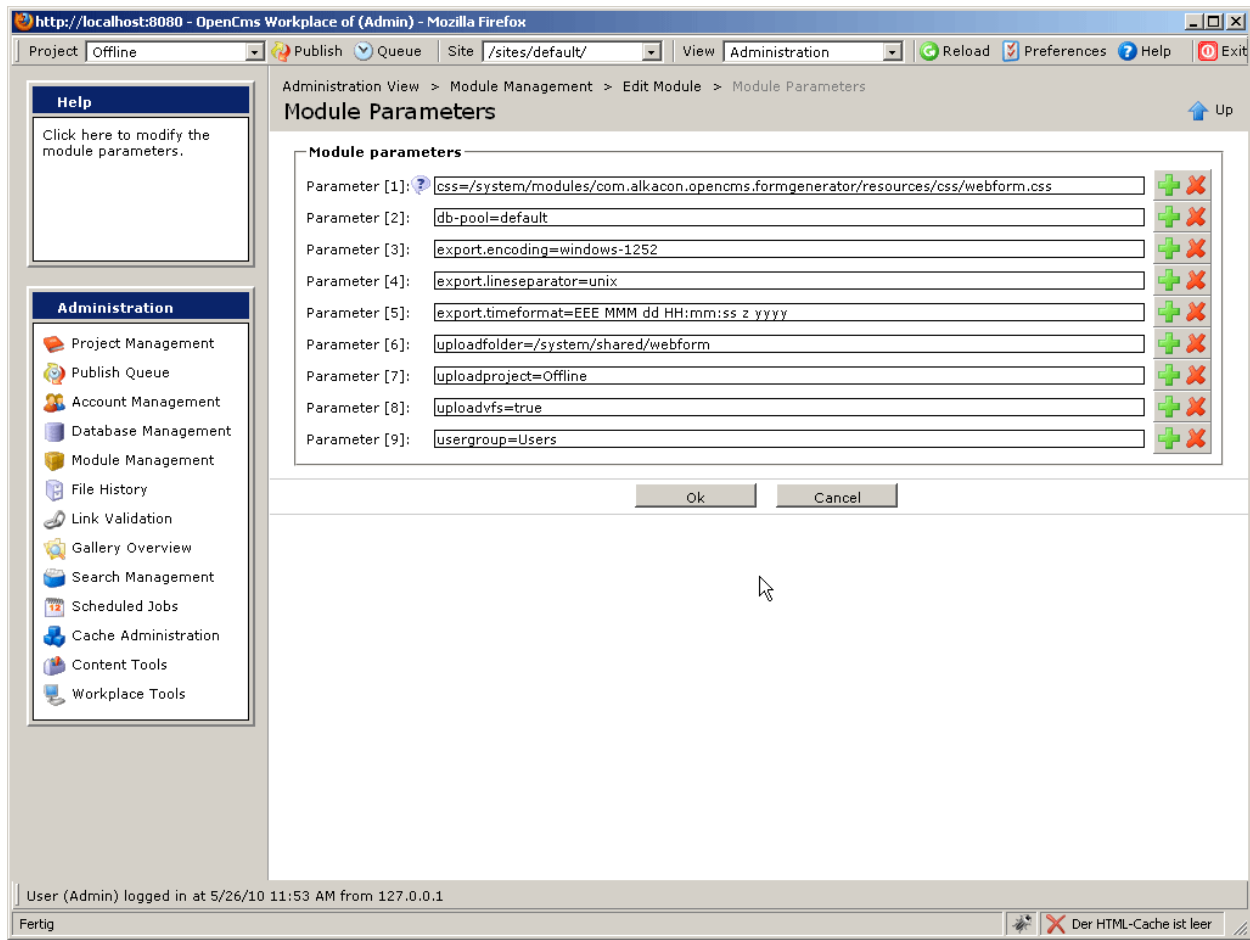 http://localhost:8080 - OpenCms Workplace of (Admin) - Mozilla Firefox
Project Offline Publish Queue Site /sites/default/ View Administration Reload Preferences Help Exit
Help
Click here to modify the
module parameters.
Administration
Project Management
Publish Queue
Account Management
Database Management
Module Management
File History
Link Validation
Gallery Overview
Search Management
12
Scheduled Jobs
Cache Administration
Content Tools
Workplace Tools
Administration View > Module Management > Edit Module > Module Parameters
Module Parameters
Up
Module parameters
Parameter [1]: css=/system/modules/com.alkacon.opencms.formgenerator/resources/css/webform.css
Parameter [2]: db-pool=default
Parameter [3]: export.encoding=windows-1252
Parameter [4]: export.lineseparator=unix
Parameter [5]: export.timeformat=EEE MMM dd HH:mm:ss z yyyy
Parameter [6]: uploadfolder=/system/shared/webform
Parameter [7]: uploadproject=Offline
Parameter [8]: uploadvfs=true
Parameter [9]: usergroup=Users
Ok Cancel
User (Admin) logged in at 5/26/10 11:53 AM from 127.0.0.1
Fertig Der HTML-Cache ist leer